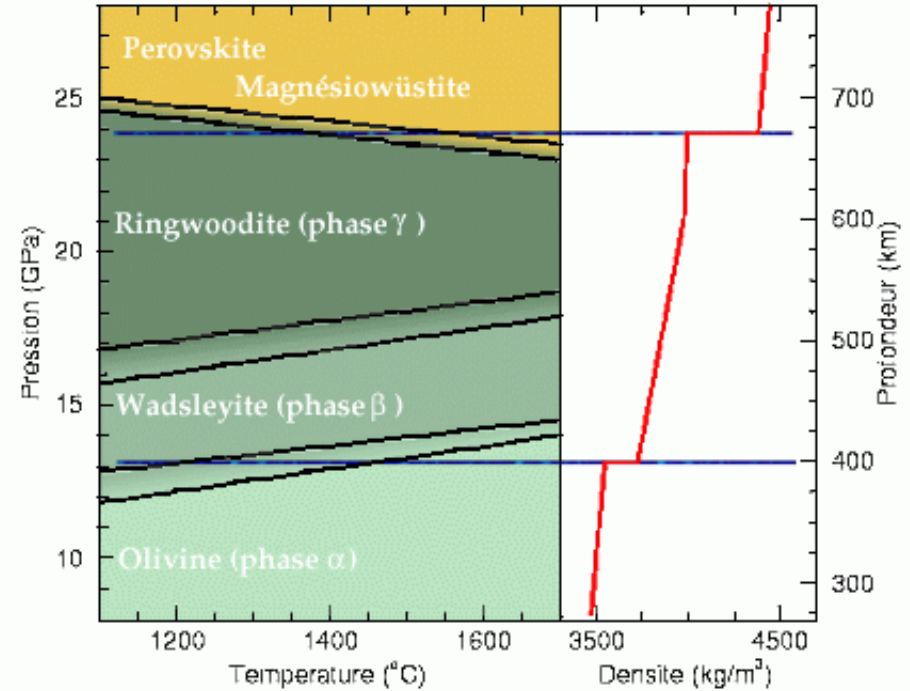 Perovskite
Magnésiowüstite
Ringwoodite (phase γ )
Wadsleyite (phase β )
Olivine (phase α)
Pression (GPa)
25
20
15
10
1200
1400
1600
Temperature (°C)
3500
4500
Densite (kg/m³)
700
600
500
400
300
Profondeur (km)